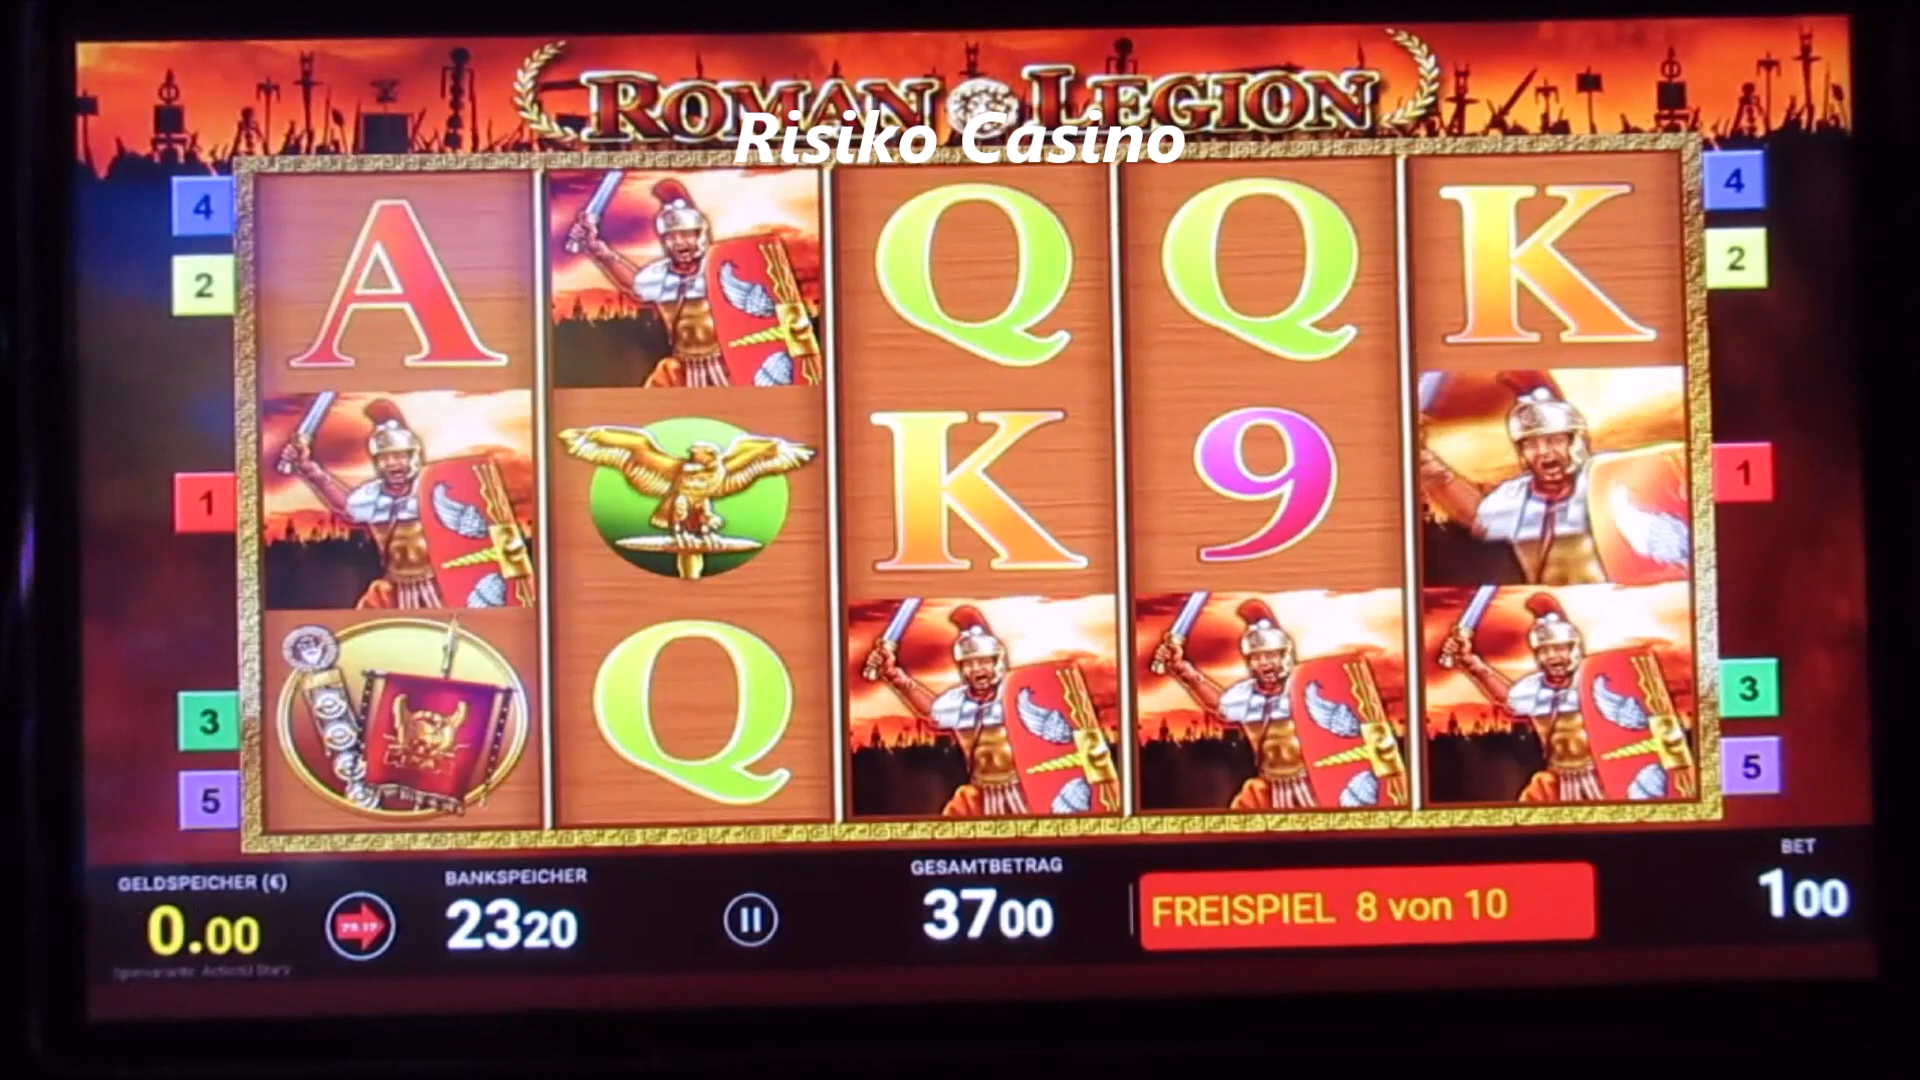 ROMAN LEGION
Risiko Casino
4
4
2
2
A
Q
Q
K
1
1
K
9
3
3
Q
5
5
GELDSPEICHER (€)
BANKSPEICHER
GESAMTBETRAG
BET
0.00
2320
3700
FREISPIEL 8 von 10
100